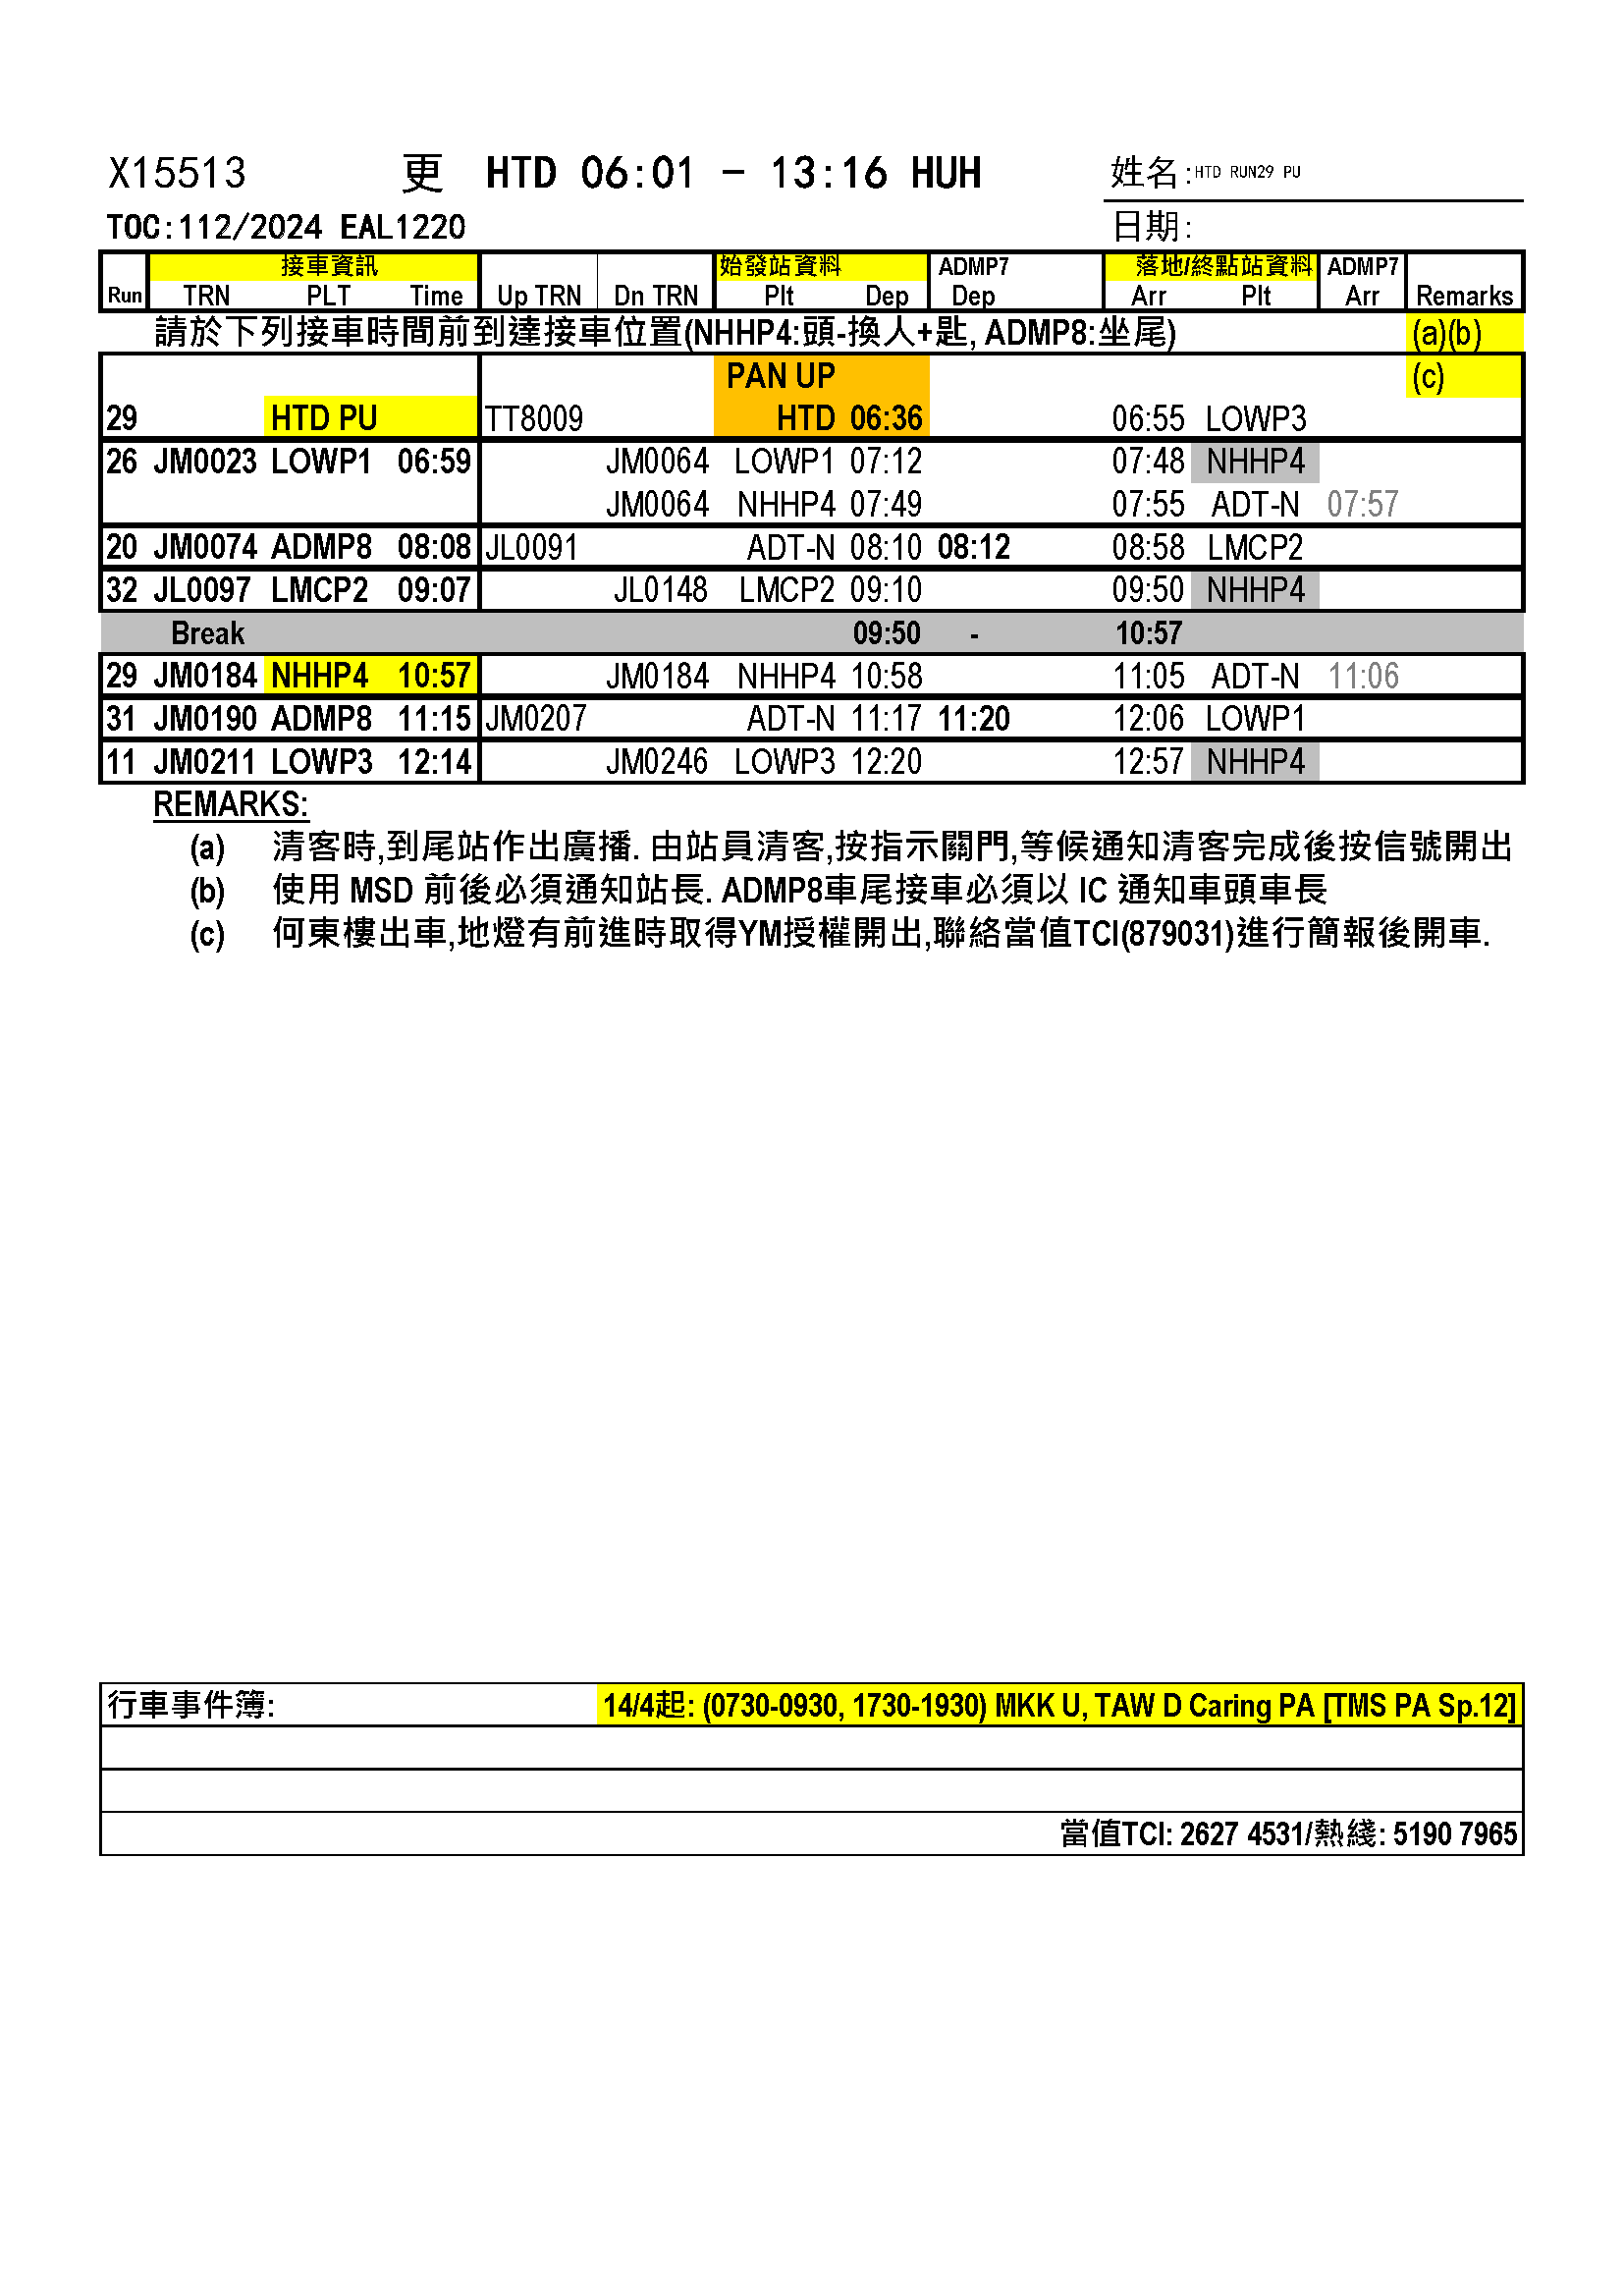 X15513 更 HTD 06:01 - 13:16 HUH 姓名:HTD RUN29 PU
TOC:112/2024 EAL1220 日期:
接車資訊 始發站資料 ADMP7 落地/終點站資料 ADMP7
Run TRN PLT Time Up TRN Dn TRN Plt Dep Dep Arr Plt Arr Remarks
請於下列接車時間前到達接車位置(NHHP4:頭-換人+匙, ADMP8:坐尾) (a)(b)
PAN UP (c)
29 HTD PU TT8009 HTD 06:36 06:55 LOWP3
26 JM0023 LOWP1 06:59 JM0064 LOWP1 07:12 07:48 NHHP4
JM0064 NHHP4 07:49 07:55 ADT-N 07:57
20 JM0074 ADMP8 08:08 JL0091 ADT-N 08:10 08:12 08:58 LMCP2
32 JL0097 LMCP2 09:07 JL0148 LMCP2 09:10 09:50 NHHP4
Break 09:50 - 10:57
29 JM0184 NHHP4 10:57 JM0184 NHHP4 10:58 11:05 ADT-N 11:06
31 JM0190 ADMP8 11:15 JM0207 ADT-N 11:17 11:20 12:06 LOWP1
11 JM0211 LOWP3 12:14 JM0246 LOWP3 12:20 12:57 NHHP4
REMARKS:
(a) 清客時,到尾站作出廣播. 由站員清客,按指示關門,等候通知清客完成後按信號開出
(b) 使用 MSD 前後必須通知站長. ADMP8車尾接車必須以 IC 通知車頭車長
(c) 何東樓出車,地燈有前進時取得YM授權開出,聯絡當值TCI(879031)進行簡報後開車.
行車事件簿: 14/4起: (0730-0930, 1730-1930) MKK U, TAW D Caring PA [TMS PA Sp.12]
當值TCI: 2627 4531/熱綫: 5190 7965